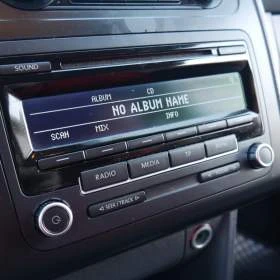 SOUND
ALBUM CD
NO ALBUM NAME
SCAN MIX INFO
RADIO MEDIA TP
SEEK / TRACK